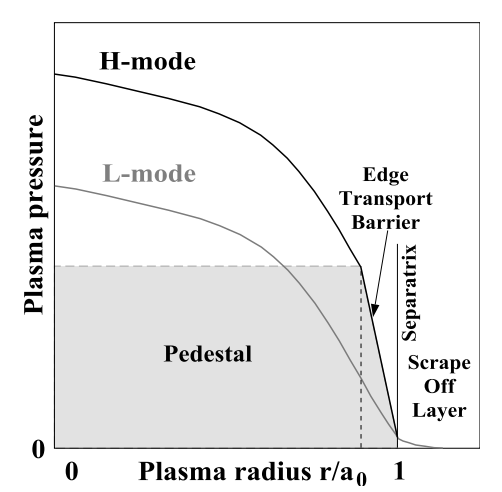 H-mode
L-mode
Plasma pressure
Edge
Transport
Barrier
Separatrix
Pedestal
Scrape
Off
Layer
0
0 Plasma radius r/a₀ 1